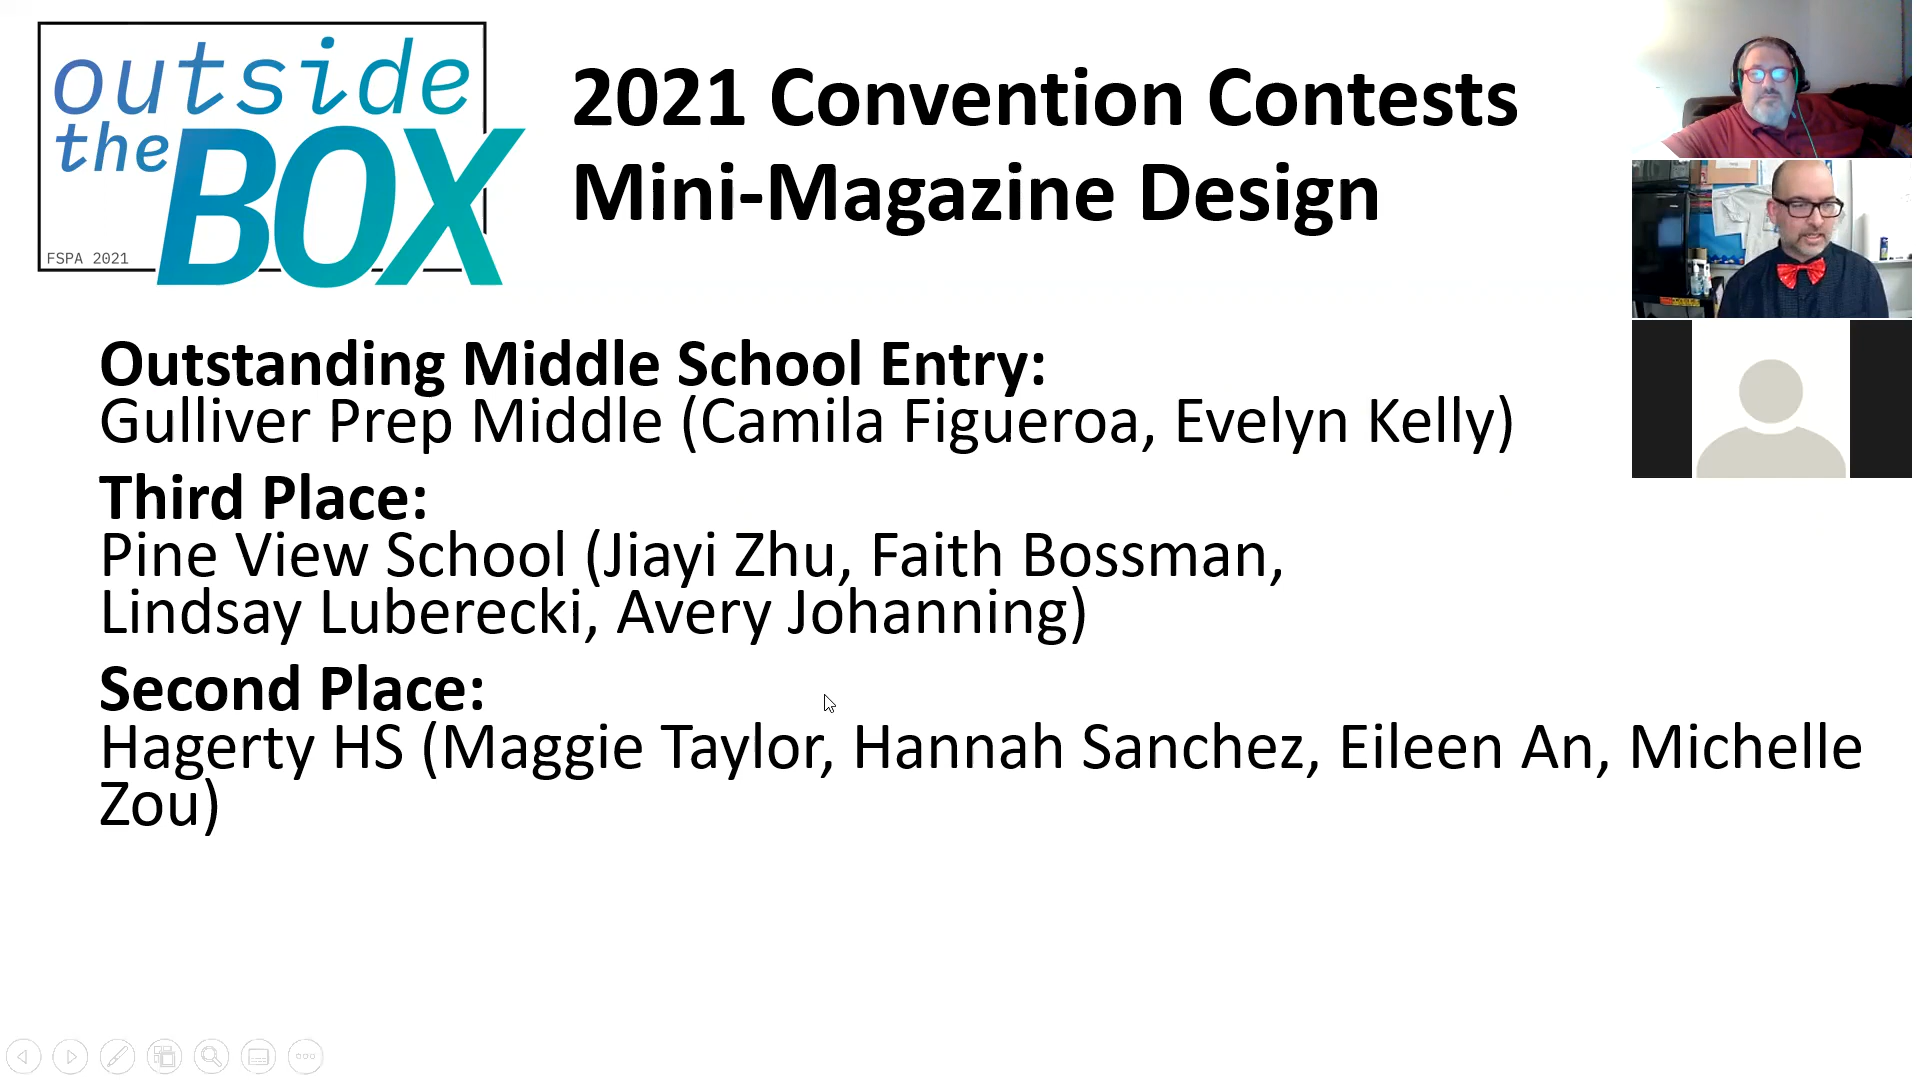 outside
the BOX
FSPA 2021
2021 Convention Contests
Mini-Magazine Design
Outstanding Middle School Entry:
Gulliver Prep Middle (Camila Figueroa, Evelyn Kelly)
Third Place:
Pine View School (Jiayi Zhu, Faith Bossman,
Lindsay Luberecki, Avery Johanning)
Second Place:
Hagerty HS (Maggie Taylor, Hannah Sanchez, Eileen An, Michelle
Zou)